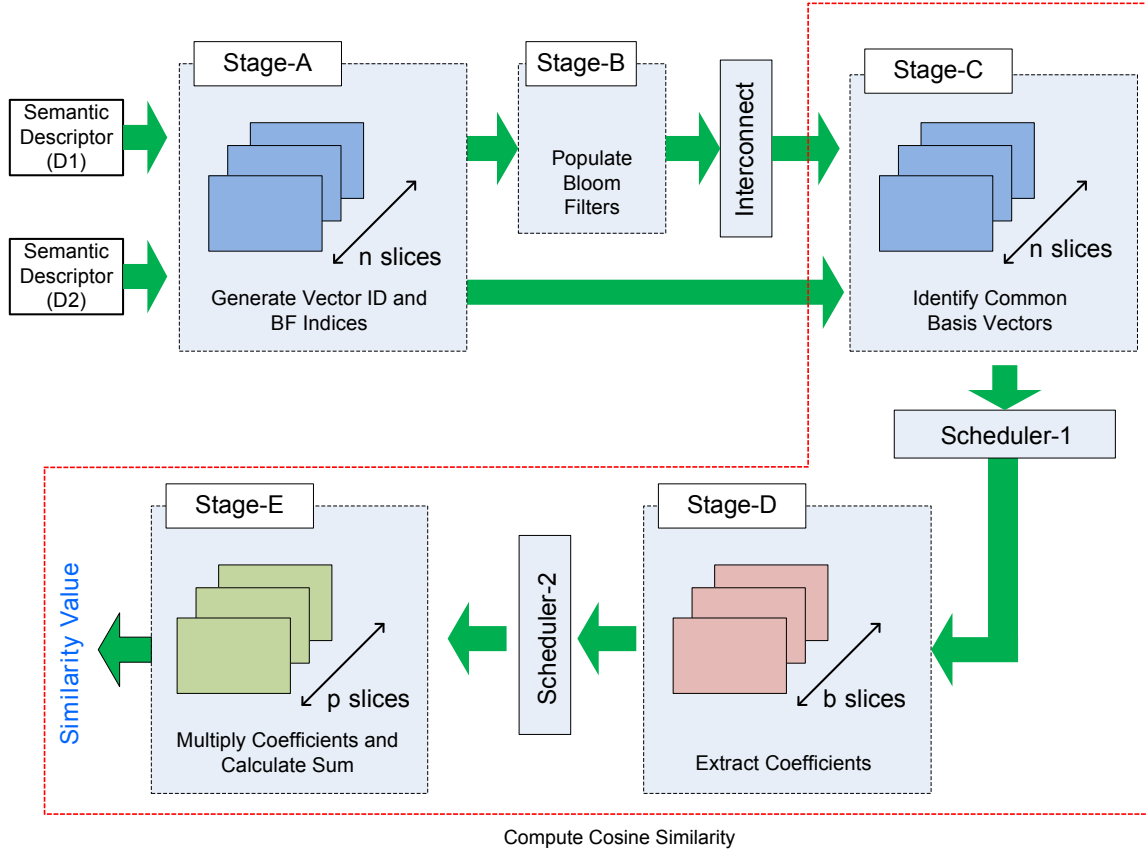 Stage-A
Stage-B
Stage-C
Semantic
Descriptor
(D1)
Semantic
Descriptor
(D2)
n slices
Generate Vector ID and
BF Indices
Populate
Bloom
Filters
Interconnect
n slices
Identify Common
Basis Vectors
Scheduler-1
Stage-E
Stage-D
Similarity Value
p slices
Multiply Coefficients and
Calculate Sum
Scheduler-2
b slices
Extract Coefficients
Compute Cosine Similarity